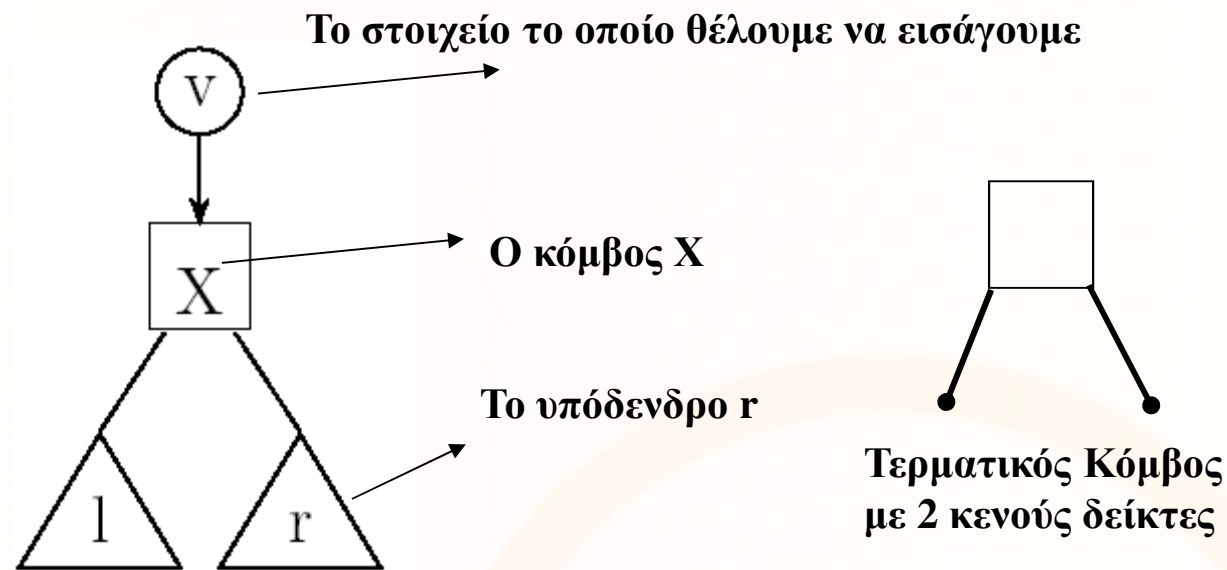 Το στοιχείο το οποίο θέλουμε να εισάγουμε
v
Ο κόμβος Χ
X
Το υπόδενδρο r
l
r
Τερματικός Κόμβος
με 2 κενούς δείκτες